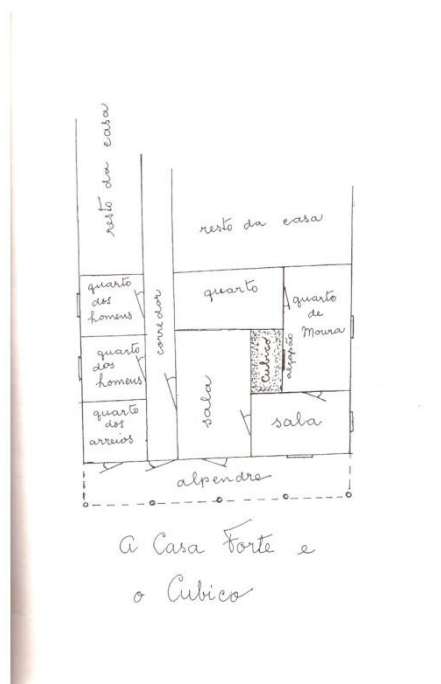 resto da casa
resto da casa
quarto
dos
homens
corredor
quarto
quarto
de
Moura
quarto
dos
homens
sala
Cubico
alçapão
quarto
dos
arreios
sala
alpendre
A Casa Forte e
o Cubico